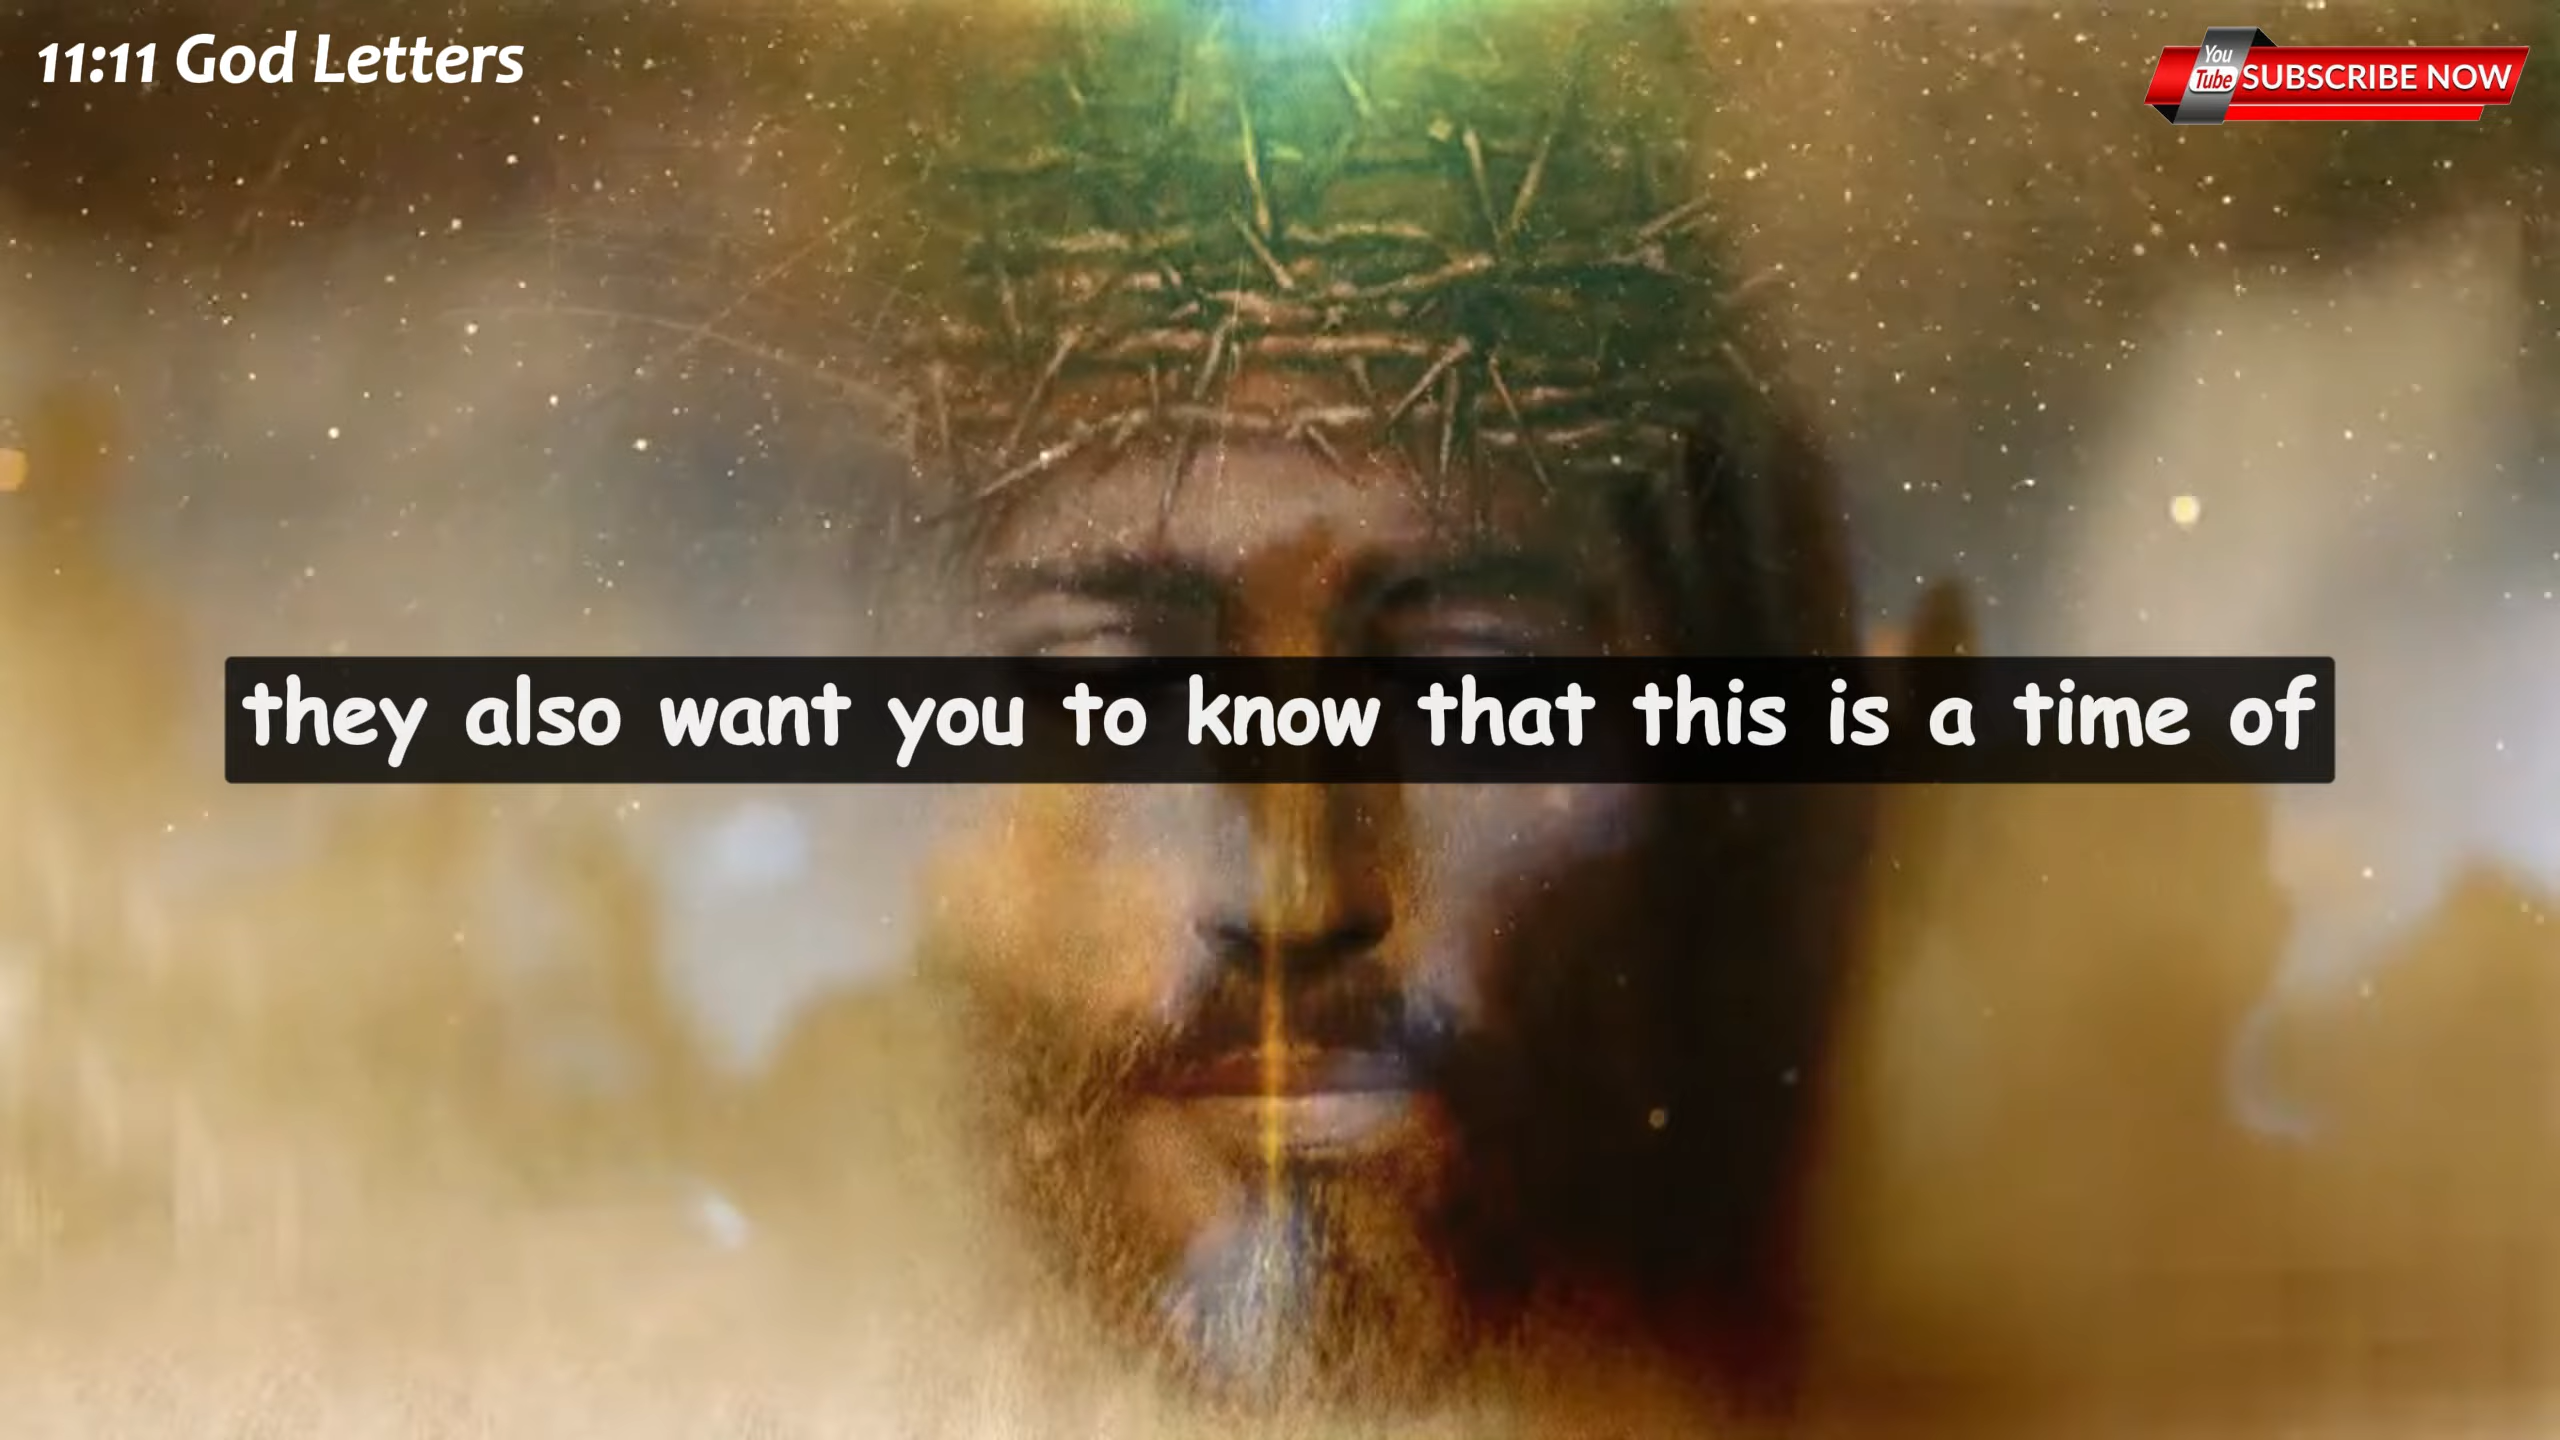 11:11 God Letters
You
Tube
SUBSCRIBE NOW
they also want you to know that this is a time of